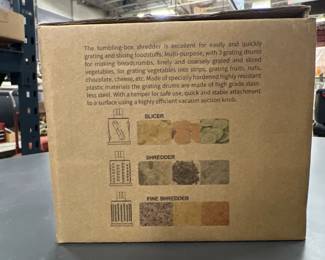 The tumbling-box shredder is excellent for easily and quickly
grating and slicing foodstuffs. Multi-purpose, with 3 grating drums
for making breadcrumbs, finely and coarsely grated and sliced
vegetables, for grating vegetables into strips, grating fruits, nuts,
chocolate, cheese, etc. Made of specially hardened highly resistant
plastic materials the grating drums are made of high grade stain-
less steel. With a tamper for safe use, quick and stable attachment
to a surface using a highly efficient vacuum suction knob.
SLICER
SHREDDER
FINE SHREDDER